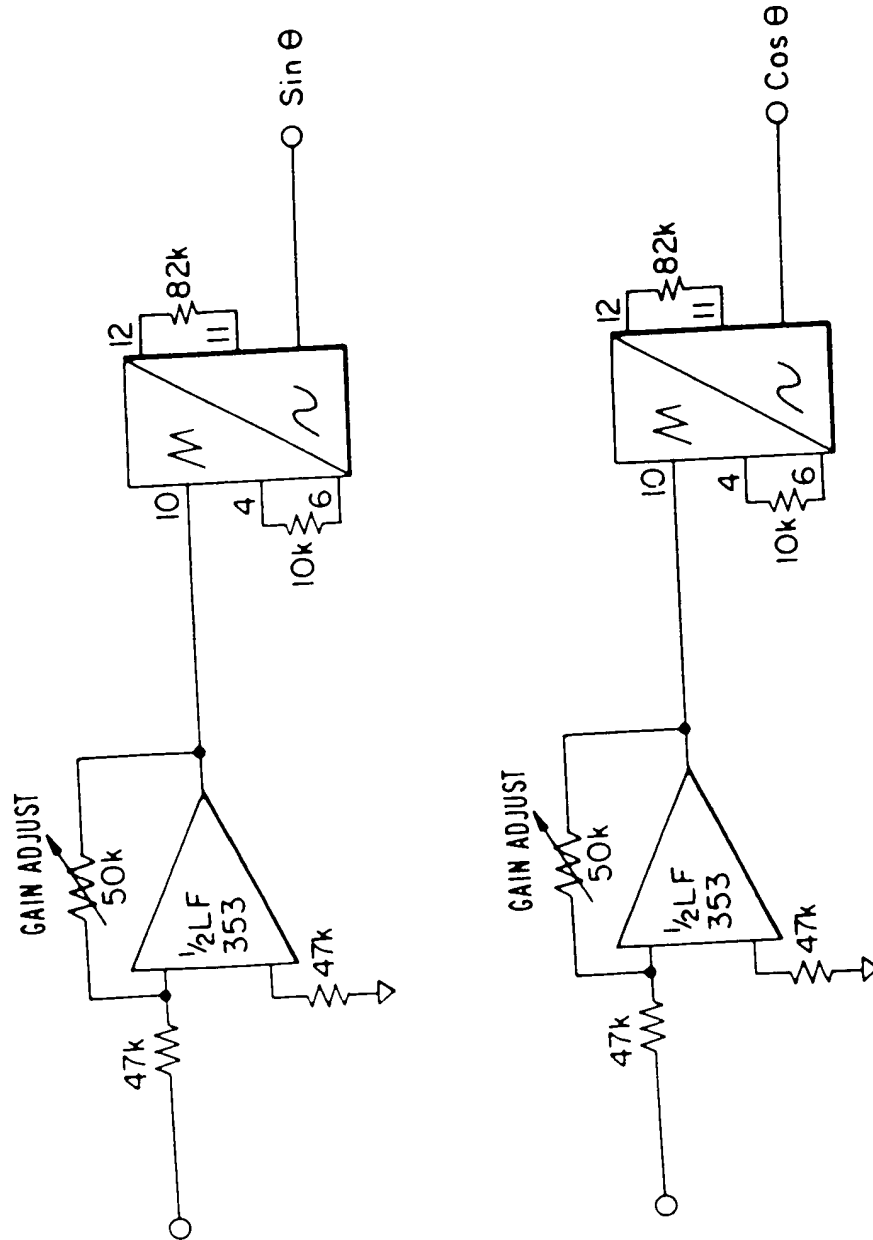 GAIN ADJUST
50k
47k
½LF
353
47k
10
4
6
10k
12
11
82k
Sin θ
GAIN ADJUST
50k
47k
½LF
353
47k
10
4
6
10k
12
11
82k
Cos θ